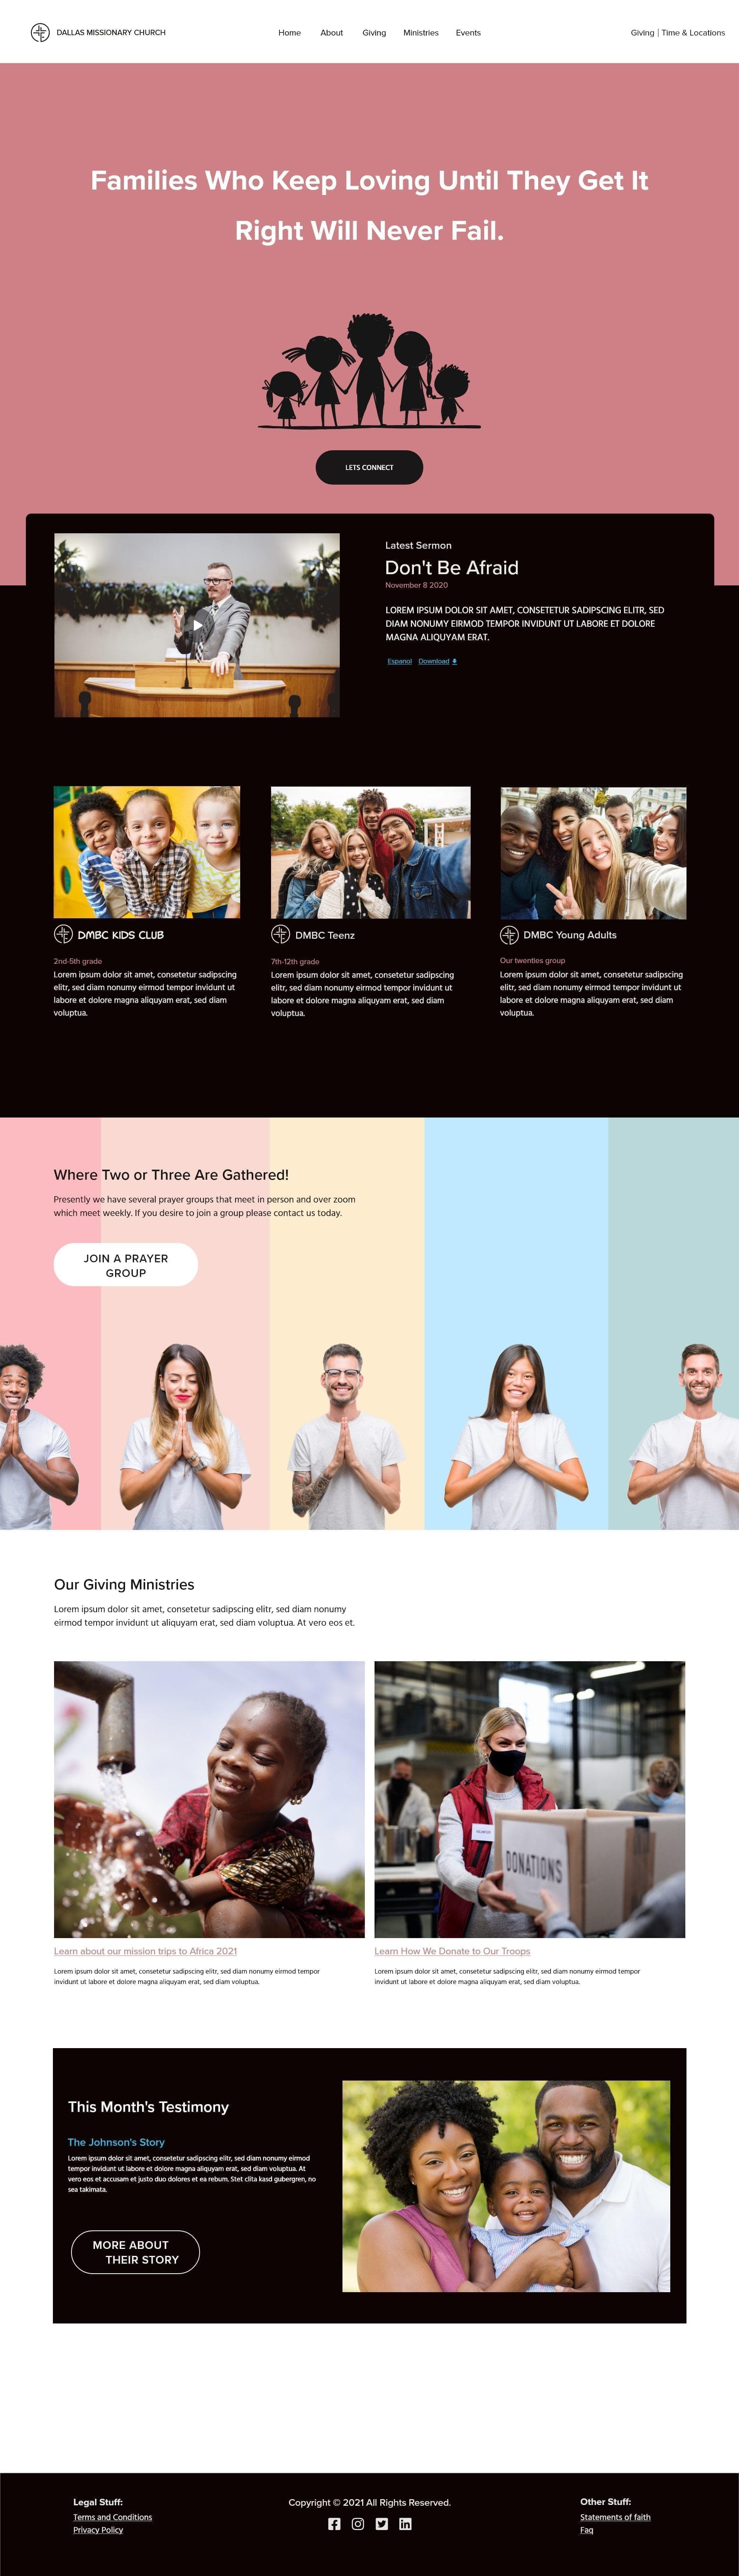 DALLAS MISSIONARY CHURCH
Home About Giving Ministries Events
Giving | Time & Locations
Families Who Keep Loving Until They Get It
Right Will Never Fail.
LETS CONNECT
Latest Sermon
Don't Be Afraid
November 8 2020
LOREM IPSUM DOLOR SIT AMET, CONSETETUR SADIPSCING ELITR, SED
DIAM NONUMY EIRMOD TEMPOR INVIDUNT UT LABORE ET DOLORE
MAGNA ALIQUYAM ERAT.
Espanol Download
DMBC KIDS CLUB
2nd-5th grade
Lorem ipsum dolor sit amet, consetetur sadipscing
elitr, sed diam nonumy eirmod tempor invidunt ut
labore et dolore magna aliquyam erat, sed diam
voluptua.
DMBC Teenz
7th-12th grade
Lorem ipsum dolor sit amet, consetetur sadipscing
elitr, sed diam nonumy eirmod tempor invidunt ut
labore et dolore magna aliquyam erat, sed diam
voluptua.
DMBC Young Adults
Our twenties group
Lorem ipsum dolor sit amet, consetetur sadipscing
elitr, sed diam nonumy eirmod tempor invidunt ut
labore et dolore magna aliquyam erat, sed diam
voluptua.
Where Two or Three Are Gathered!
Presently we have several prayer groups that meet in person and over zoom
which meet weekly. If you desire to join a group please contact us today.
JOIN A PRAYER
GROUP
Our Giving Ministries
Lorem ipsum dolor sit amet, consetetur sadipscing elitr, sed diam nonumy
eirmod tempor invidunt ut aliquyam erat, sed diam voluptua. At vero eos et.
DONATIONS
Learn about our mission trips to Africa 2021
Lorem ipsum dolor sit amet, consetetur sadipscing elitr, sed diam nonumy eirmod tempor
invidunt ut labore et dolore magna aliquyam erat, sed diam voluptua.
Learn How We Donate to Our Troops
Lorem ipsum dolor sit amet, consetetur sadipscing elitr, sed diam nonumy eirmod tempor
invidunt ut labore et dolore magna aliquyam erat, sed diam voluptua.
This Month's Testimony
The Johnson's Story
Lorem ipsum dolor sit amet, consetetur sadipscing elitr, sed diam nonumy eirmod
tempor invidunt ut labore et dolore magna aliquyam erat, sed diam voluptua. At
vero eos et accusam et justo duo dolores et ea rebum. Stet clita kasd gubergren, no
sea takimata.
MORE ABOUT
THEIR STORY
Legal Stuff:
Terms and Conditions
Privacy Policy
Copyright © 2021 All Rights Reserved.
Other Stuff:
Statements of faith
Faq